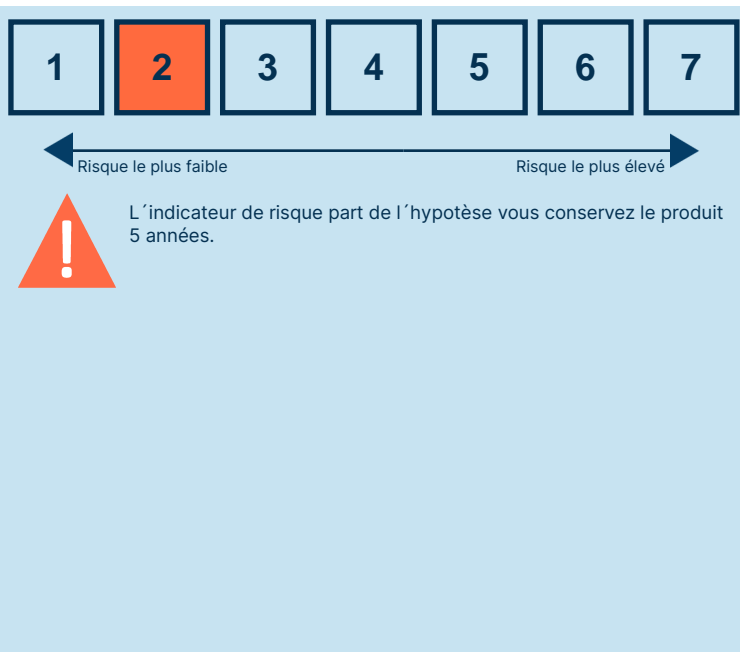 1 2 3 4 5 6 7
Risque le plus faible Risque le plus élevé
!
L´indicateur de risque part de l´hypotèse vous conservez le produit
5 années.